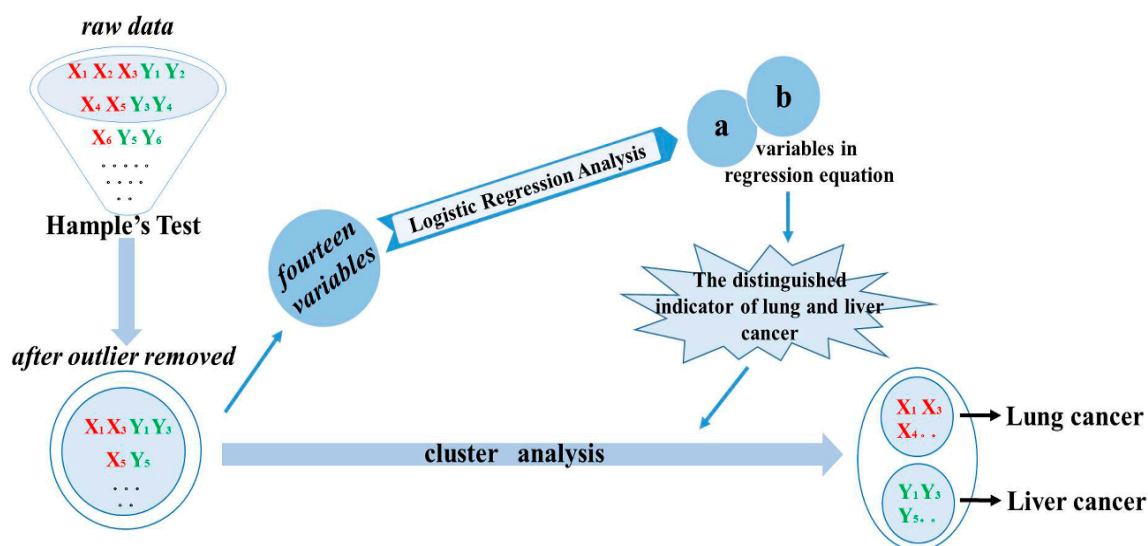 raw data
X₁ X₂ X₃ Y₁ Y₂
X₄ X₅ Y₃ Y₄
X₆ Y₅ Y₆
Hample's Test
after outlier removed
X₁ X₃ Y₁ Y₃
X₅ Y₅
fourteen
variables
Logistic Regression Analysis
a
b
variables in
regression equation
The distinguished
indicator of lung and liver
cancer
cluster analysis
X₁ X₃
X₄. .
Lung cancer
Y₁ Y₃
Y₅. .
Liver cancer